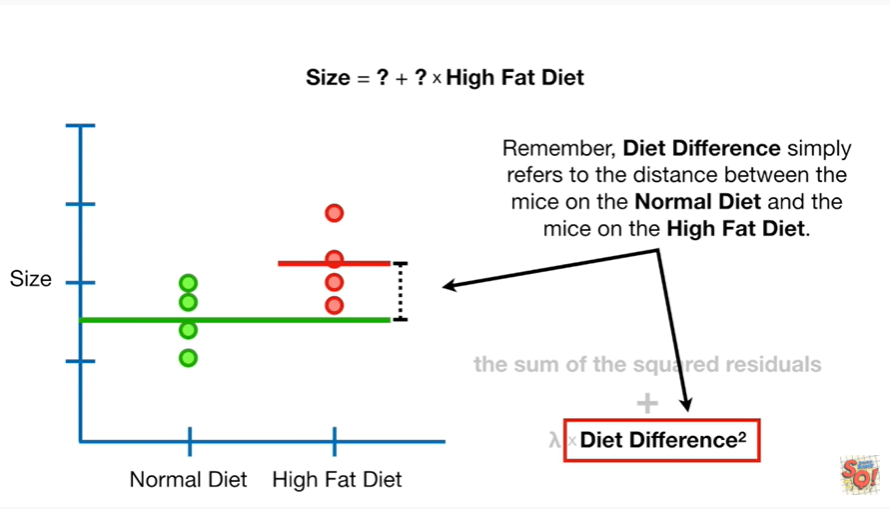 Size = ? + ? × High Fat Diet
Remember, Diet Difference simply
refers to the distance between the
mice on the Normal Diet and the
mice on the High Fat Diet.
Size
the sum of the squared residuals
+
λ × Diet Difference²
Normal Diet High Fat Diet
SQ!